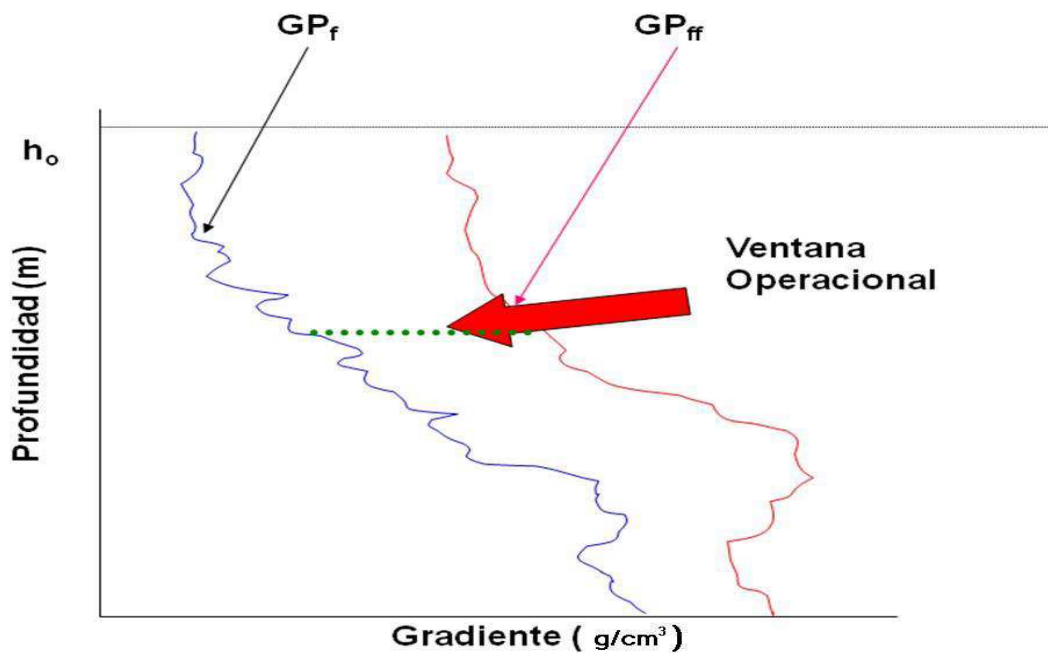 GPf
GPff
ho
Ventana
Operacional
Profundidad (m)
Gradiente ( g/cm³)